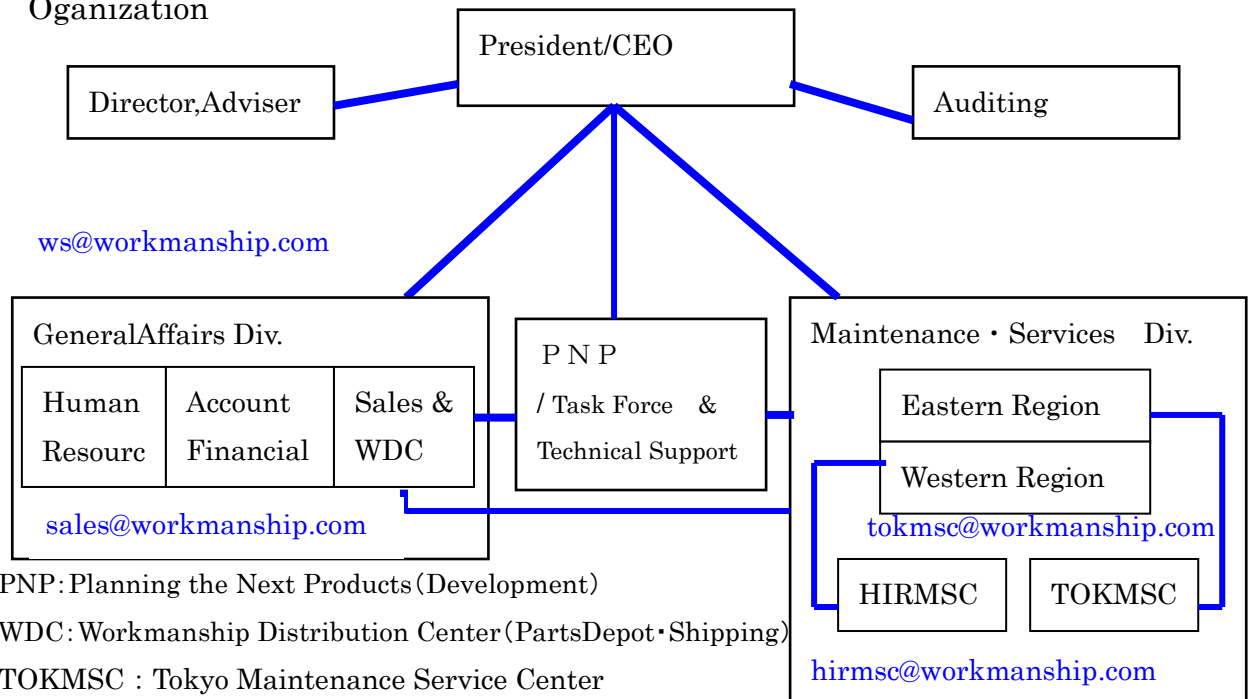 Oganization
President/CEO
Director,Adviser
Auditing
ws@workmanship.com
GeneralAffairs Div.
Human
Resourc
Account
Financial
Sales &
WDC
sales@workmanship.com
ＰＮＰ
/ Task Force　&
Technical Support
Maintenance・Services　Div.
Eastern Region
Western Region
tokmsc@workmanship.com
HIRMSC
TOKMSC
hirmsc@workmanship.com
PNP：Planning the Next Products（Development）
WDC：Workmanship Distribution Center（PartsDepot・Shipping）
TOKMSC：Tokyo Maintenance Service Center